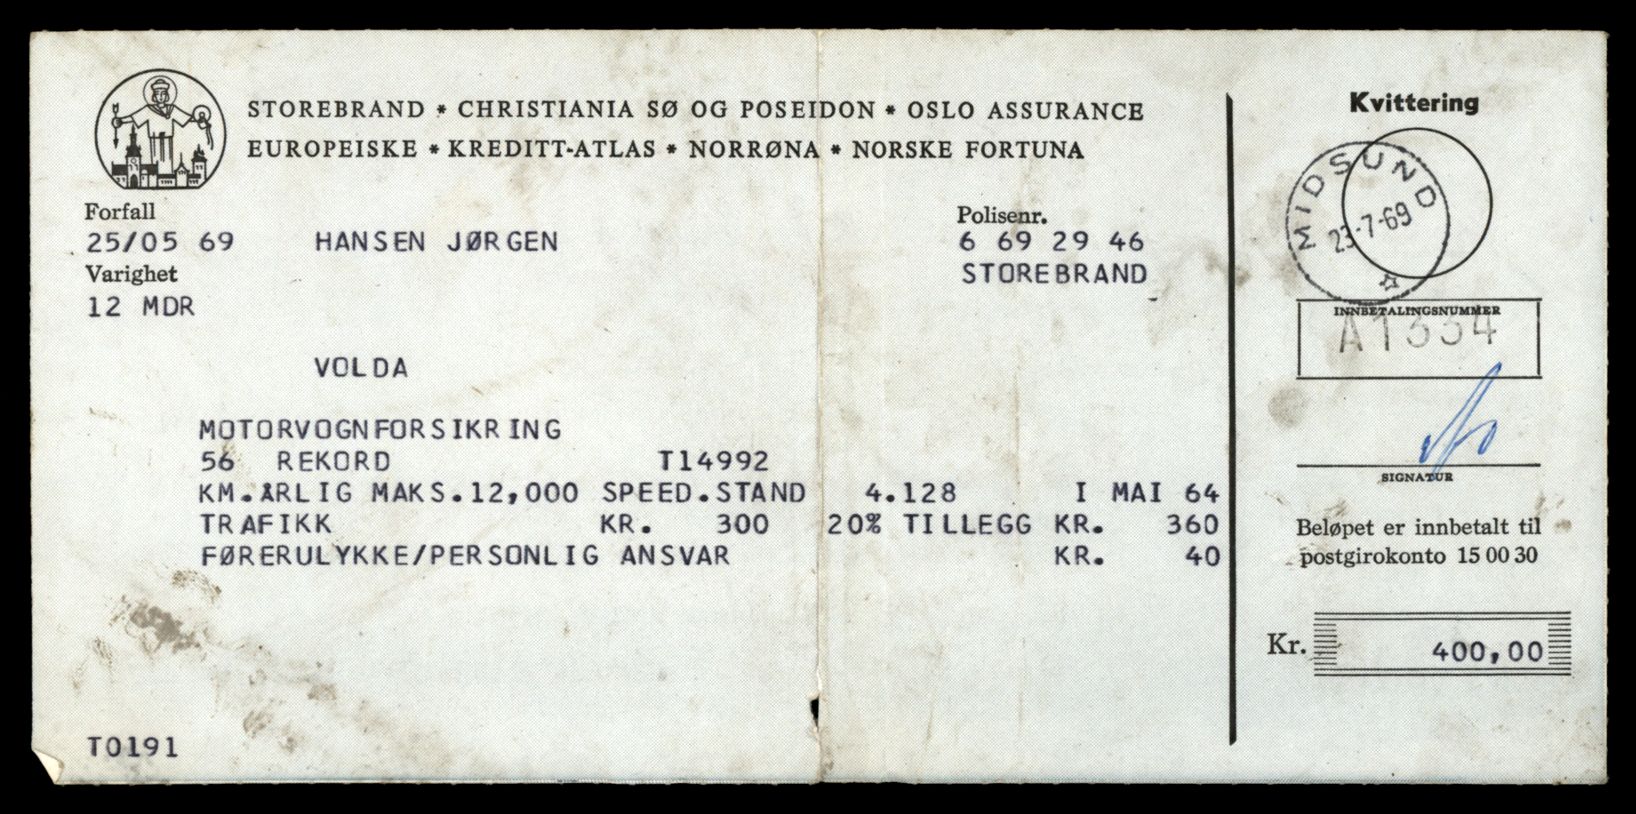 STOREBRAND * CHRISTIANIA SØ OG POSEIDON * OSLO ASSURANCE
EUROPEISKE * KREDITT-ATLAS * NORRØNA * NORSKE FORTUNA
Forfall
25/05 69 HANSEN JØRGEN
Varighet
12 MDR
Polisenr.
6 69 29 46
STOREBRAND
VOLDA
MOTORVOGNFORSIKRING
56 REKORD T14992
KM.ÅRLIG MAKS.12,000 SPEED.STAND 4.128 I MAI 64
TRAFIKK KR. 300 20% TILLEGG KR. 360
FØRERULYKKE/PERSONLIG ANSVAR KR. 40
T0191
Kvittering
MIDSUND
23-7-69
INNBETALINGSNUMMER
A1334
SIGNATUR
Beløpet er innbetalt til
postgirokonto 15 00 30
Kr. 400,00